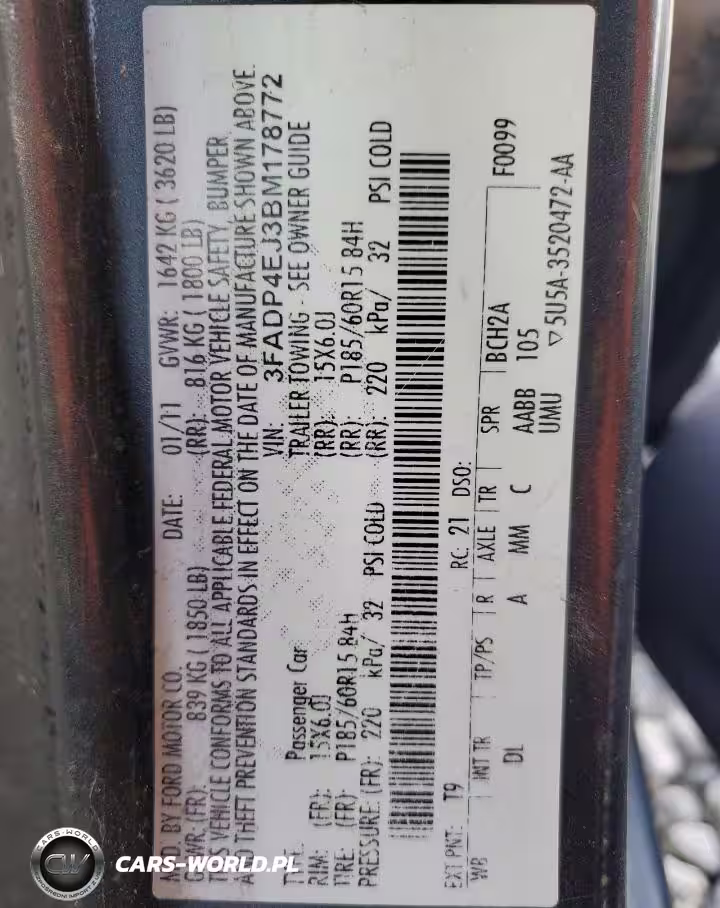 MFD. BY FORD MOTOR CO. DATE: 01/11 GVWR: 1642 KG ( 3620 LB)
GAWR: (FR): 839 KG ( 1850 LB) (RR): 816 KG ( 1800 LB)
THIS VEHICLE CONFORMS TO ALL APPLICABLE FEDERAL MOTOR VEHICLE SAFETY, BUMPER,
AND THEFT PREVENTION STANDARDS IN EFFECT ON THE DATE OF MANUFACTURE SHOWN ABOVE.
VIN: 3FADP4EJ3BM178772
TYPE: Passenger Car TRAILER TOWING - SEE OWNER GUIDE
RIM: (FR): 15X6.0J (RR): 15X6.0J
TIRE: (FR): P185/60R15 84H (RR): P185/60R15 84H
PRESSURE: (FR): 220 kPa/ 32 PSI COLD (RR): 220 kPa/ 32 PSI COLD
EXT PNT: T9 RC: 21 DSO: F0099
WB INT TR TP/PS R AXLE TR SPR BCH2A
DL A MM C AABB 105
UMU ▽5U5A-3520472-AA
CARS-WORLD
CW
CARS-WORLD.PL